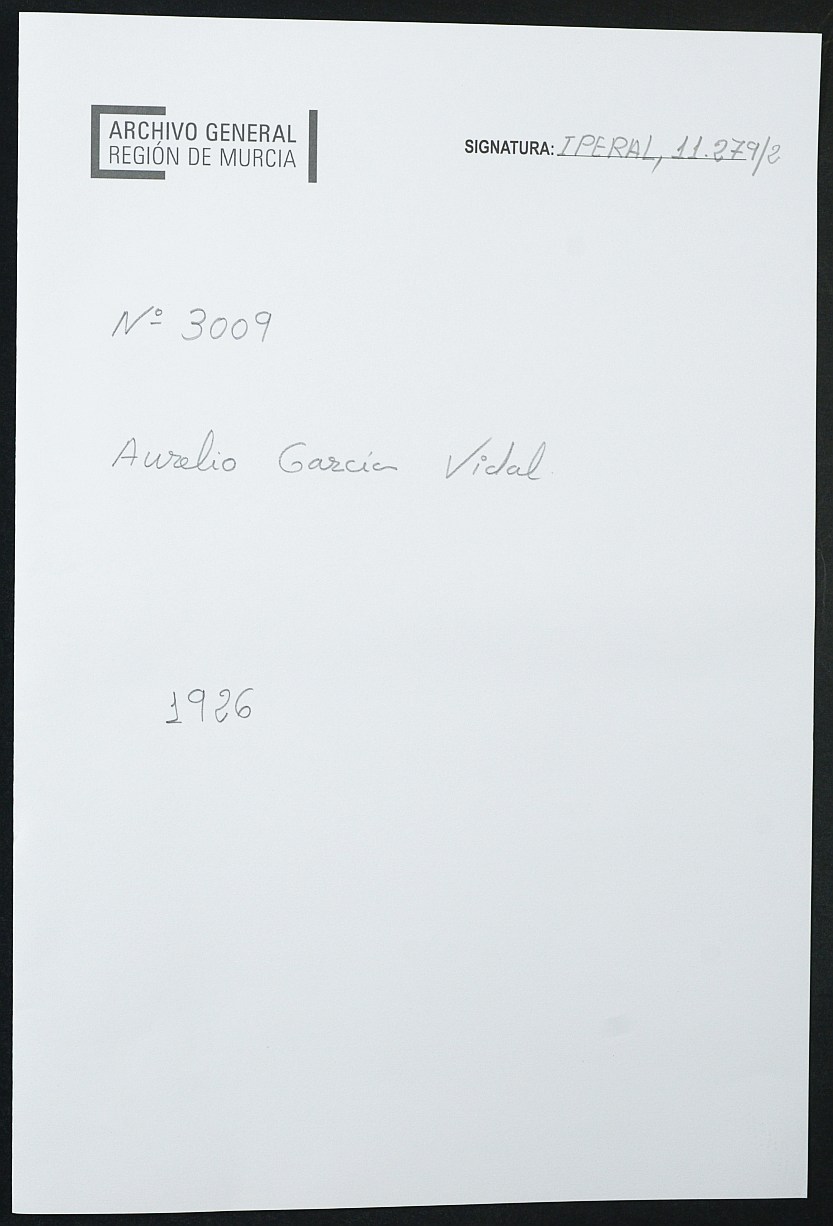 ARCHIVO GENERAL
REGIÓN DE MURCIA
SIGNATURA: IPERAL, 11.279/2
Nº 3009
Aurelio García Vidal.
1926